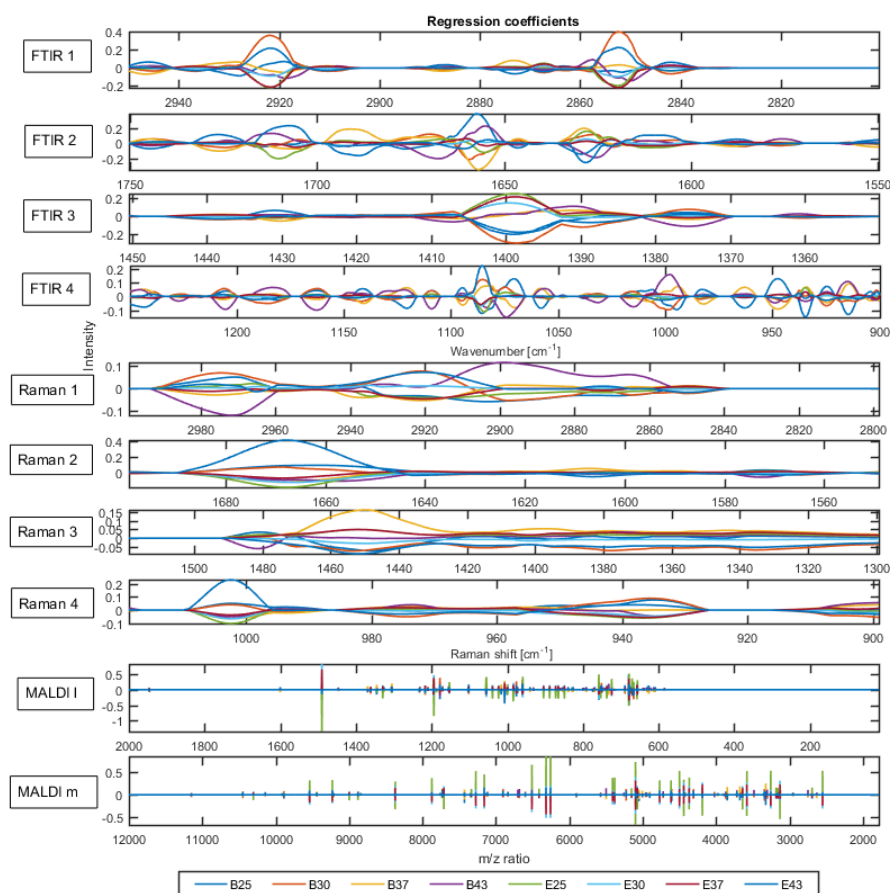 Regression coefficients
FTIR 1
0.4
0.2
0
-0.2
2940 2920 2900 2880 2860 2840 2820
FTIR 2
0.2
0
-0.2
1750 1700 1650 1600 1550
FTIR 3
0.2
0
-0.2
1450 1440 1430 1420 1410 1400 1390 1380 1370 1360
FTIR 4
0.2
0.1
0
-0.1
1200 1150 1100 1050 1000 950 900
Wavenumber [cm-1]
Intensity
Raman 1
0.1
0
-0.1
2980 2960 2940 2920 2900 2880 2860 2840 2820 2800
Raman 2
0.4
0.2
0
1680 1660 1640 1620 1600 1580 1560
Raman 3
0.15
0.1
0.05
0
-0.05
1500 1480 1460 1440 1420 1400 1380 1360 1340 1320 1300
Raman 4
0.2
0.1
0
-0.1
1000 980 960 940 920 900
Raman shift [cm-1]
MALDI l
0.5
0
-0.5
-1
2000 1800 1600 1400 1200 1000 800 600 400 200
MALDI m
0.5
0
-0.5
12000 11000 10000 9000 8000 7000 6000 5000 4000 3000 2000
m/z ratio
B25 B30 B37 B43 E25 E30 E37 E43